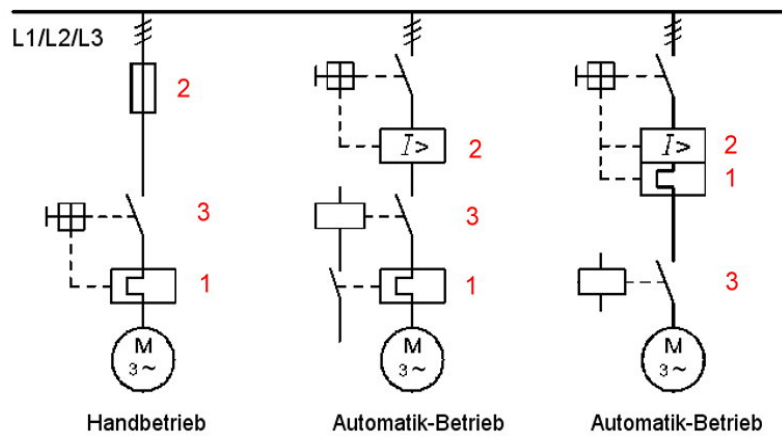 L1/L2/L3
2
3
1
M
3~
Handbetrieb
I>
2
3
1
M
3~
Automatik-Betrieb
I>
2
1
3
M
3~
Automatik-Betrieb